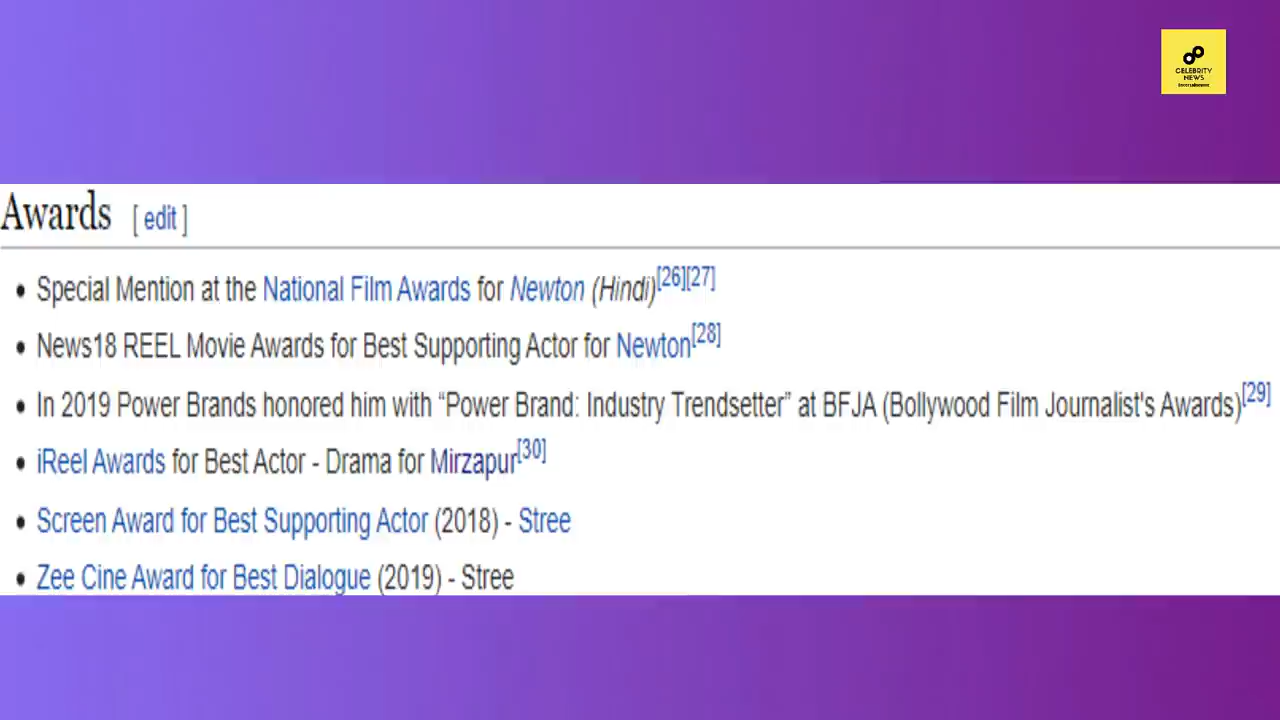 CELEBRITY
NEWS
Awards [ edit ]
Special Mention at the National Film Awards for Newton (Hindi)[26][27]
News18 REEL Movie Awards for Best Supporting Actor for Newton[28]
In 2019 Power Brands honored him with “Power Brand: Industry Trendsetter” at BFJA (Bollywood Film Journalist's Awards)[29]
iReel Awards for Best Actor - Drama for Mirzapur[30]
Screen Award for Best Supporting Actor (2018) - Stree
Zee Cine Award for Best Dialogue (2019) - Stree